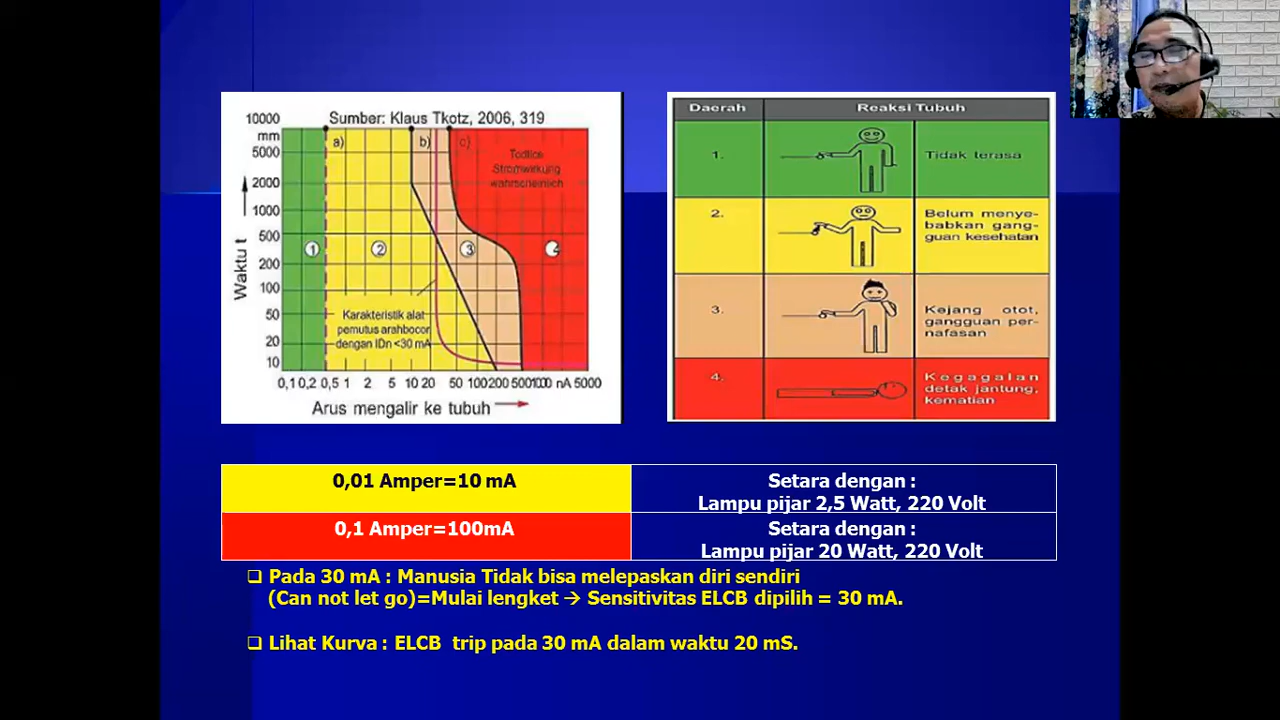 Sumber: Klaus Tkotz, 2006, 319
10000
mm
5000
2000
1000
500
200
100
50
20
10
Waktu t
a)
b)
c)
Todlice
Stromwirkung
wahrscheinlich
1
2
3
Karakteristik alat
pemutus arahbocor
dengan IDn <30 mA
0,1 0,2 0,5 1 2 5 10 20 50 100 200 500 nA 5000
Arus mengalir ke tubuh
Daerah Reaksi Tubuh
1. Tidak terasa
2. Belum menye-
babkan gang-
guan kesehatan
3. Kejang otot,
gangguan per-
nafasan
4. Kegagalan
detak jantung,
kematian
0,01 Amper=10 mA
Setara dengan :
Lampu pijar 2,5 Watt, 220 Volt
0,1 Amper=100mA
Setara dengan :
Lampu pijar 20 Watt, 220 Volt
❑ Pada 30 mA : Manusia Tidak bisa melepaskan diri sendiri
(Can not let go)=Mulai lengket → Sensitivitas ELCB dipilih = 30 mA.
❑ Lihat Kurva : ELCB trip pada 30 mA dalam waktu 20 mS.